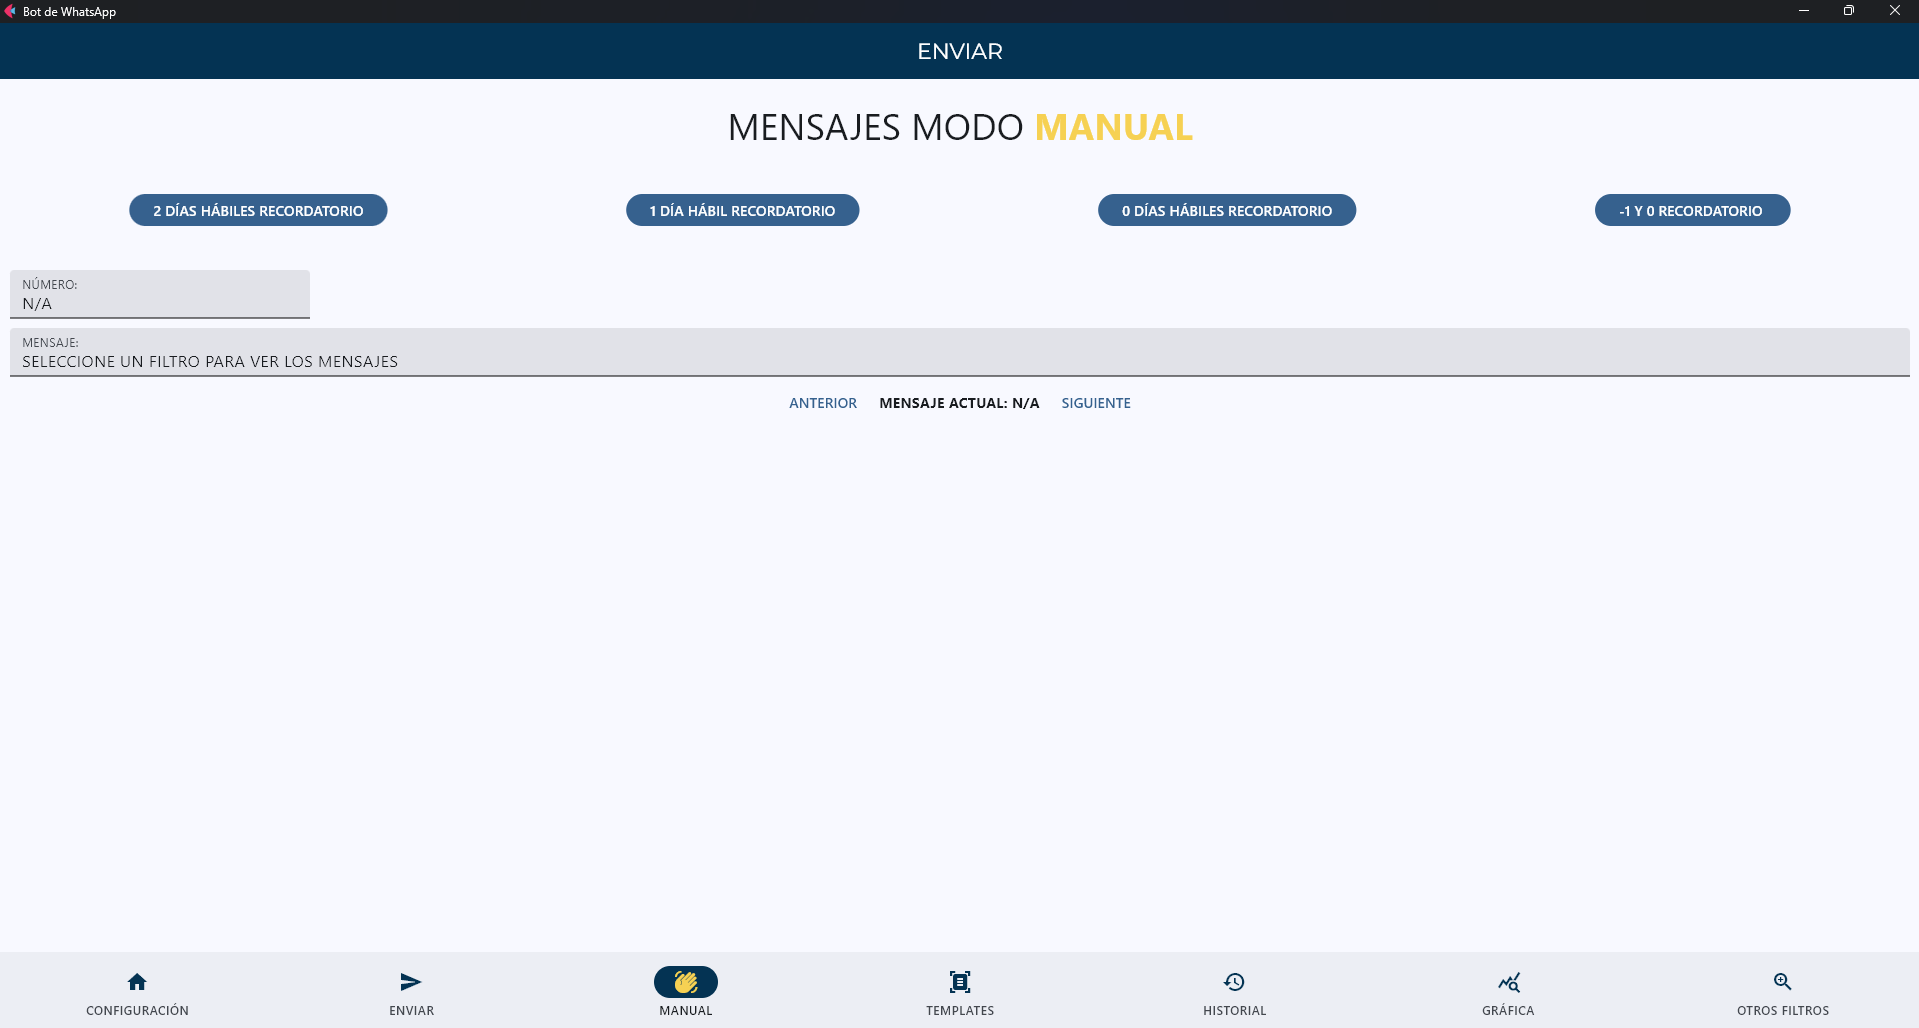 Bot de WhatsApp
ENVIAR
MENSAJES MODO MANUAL
2 DÍAS HÁBILES RECORDATORIO
1 DÍA HÁBIL RECORDATORIO
0 DÍAS HÁBILES RECORDATORIO
-1 Y 0 RECORDATORIO
NÚMERO:
N/A
MENSAJE:
SELECCIONE UN FILTRO PARA VER LOS MENSAJES
ANTERIOR MENSAJE ACTUAL: N/A SIGUIENTE
CONFIGURACIÓN
ENVIAR
MANUAL
TEMPLATES
HISTORIAL
GRÁFICA
OTROS FILTROS